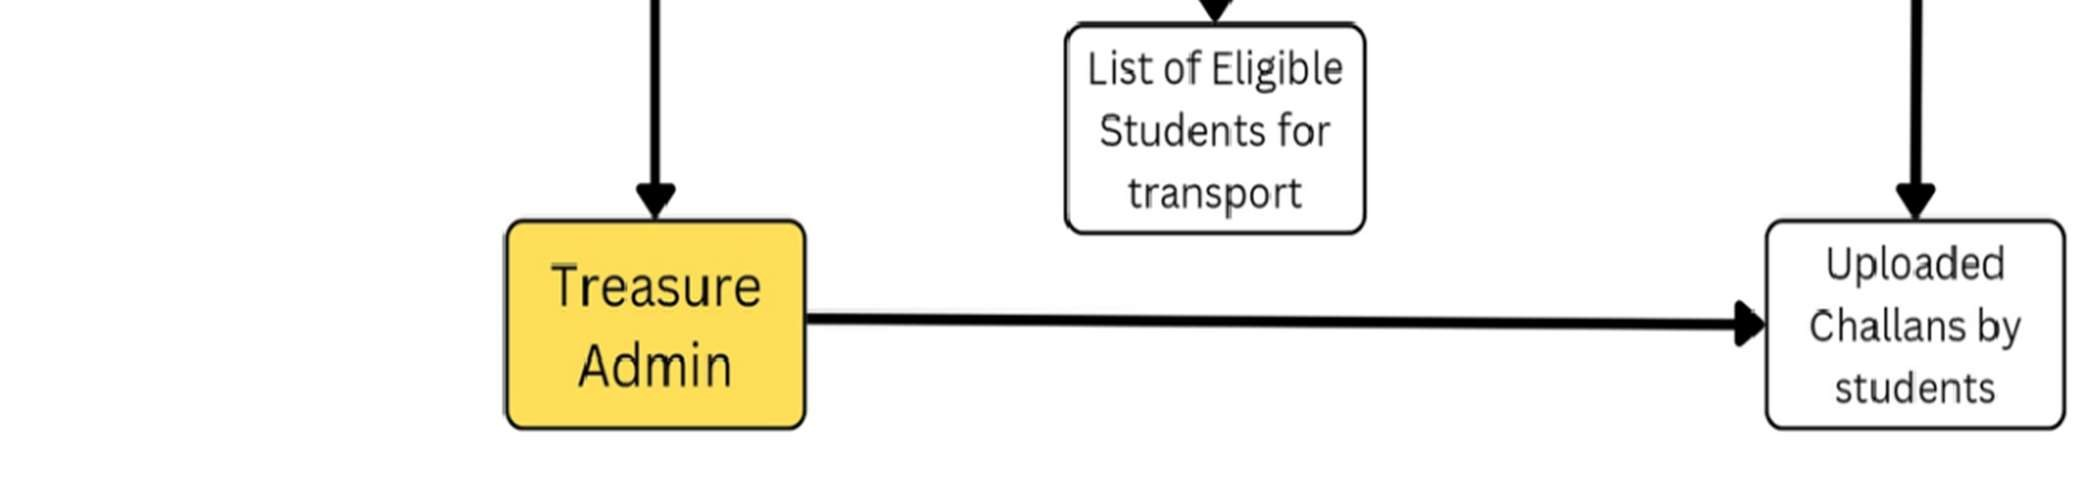 List of Eligible
Students for
transport
Treasure
Admin
Uploaded
Challans by
students